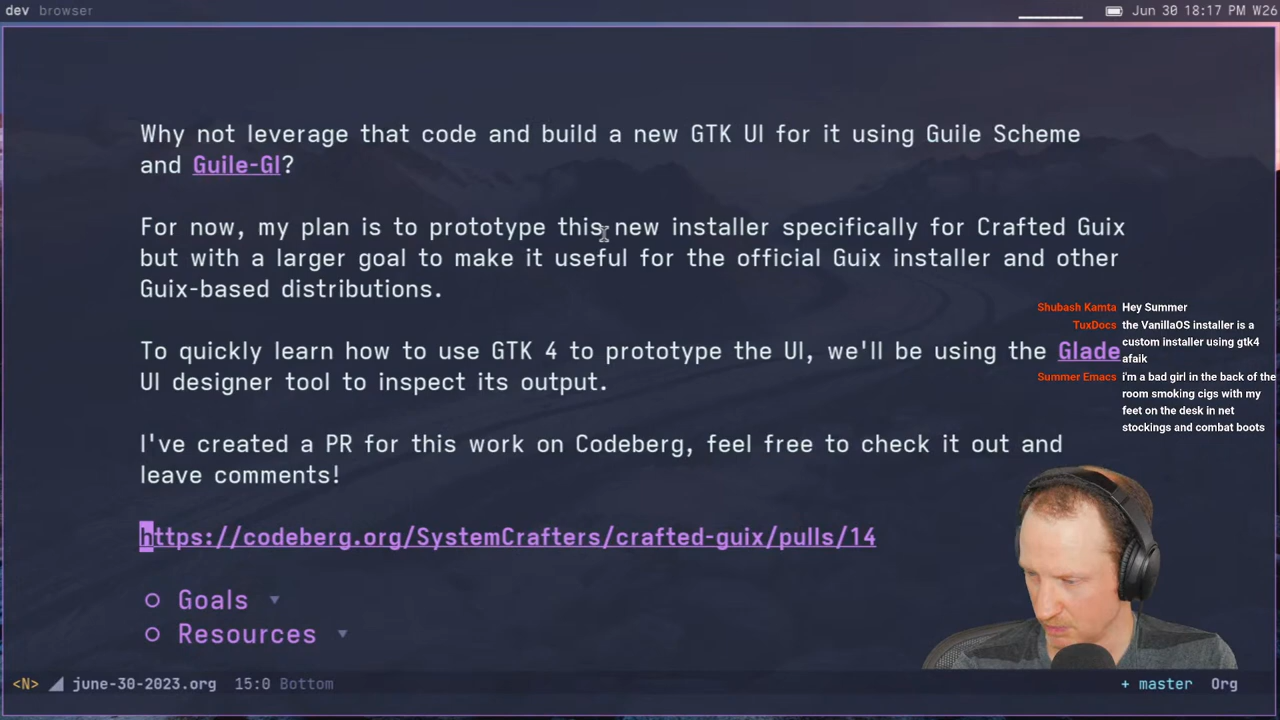 dev browser
Jun 30 18:17 PM W26
Why not leverage that code and build a new GTK UI for it using Guile Scheme
and Guile-GI?
For now, my plan is to prototype this new installer specifically for Crafted Guix
but with a larger goal to make it useful for the official Guix installer and other
Guix-based distributions.
To quickly learn how to use GTK 4 to prototype the UI, we'll be using the Glade
UI designer tool to inspect its output.
I've created a PR for this work on Codeberg, feel free to check it out and
leave comments!
https://codeberg.org/SystemCrafters/crafted-guix/pulls/14
Goals
Resources
Shubash Kamta Hey Summer
TuxDocs the VanillaOS installer is a
custom installer using gtk4
afaik
Summer Emacs i'm a bad girl in the back of the
room smoking cigs with my
feet on the desk in net
stockings and combat boots
<N> june-30-2023.org 15:0 Bottom
+ master Org